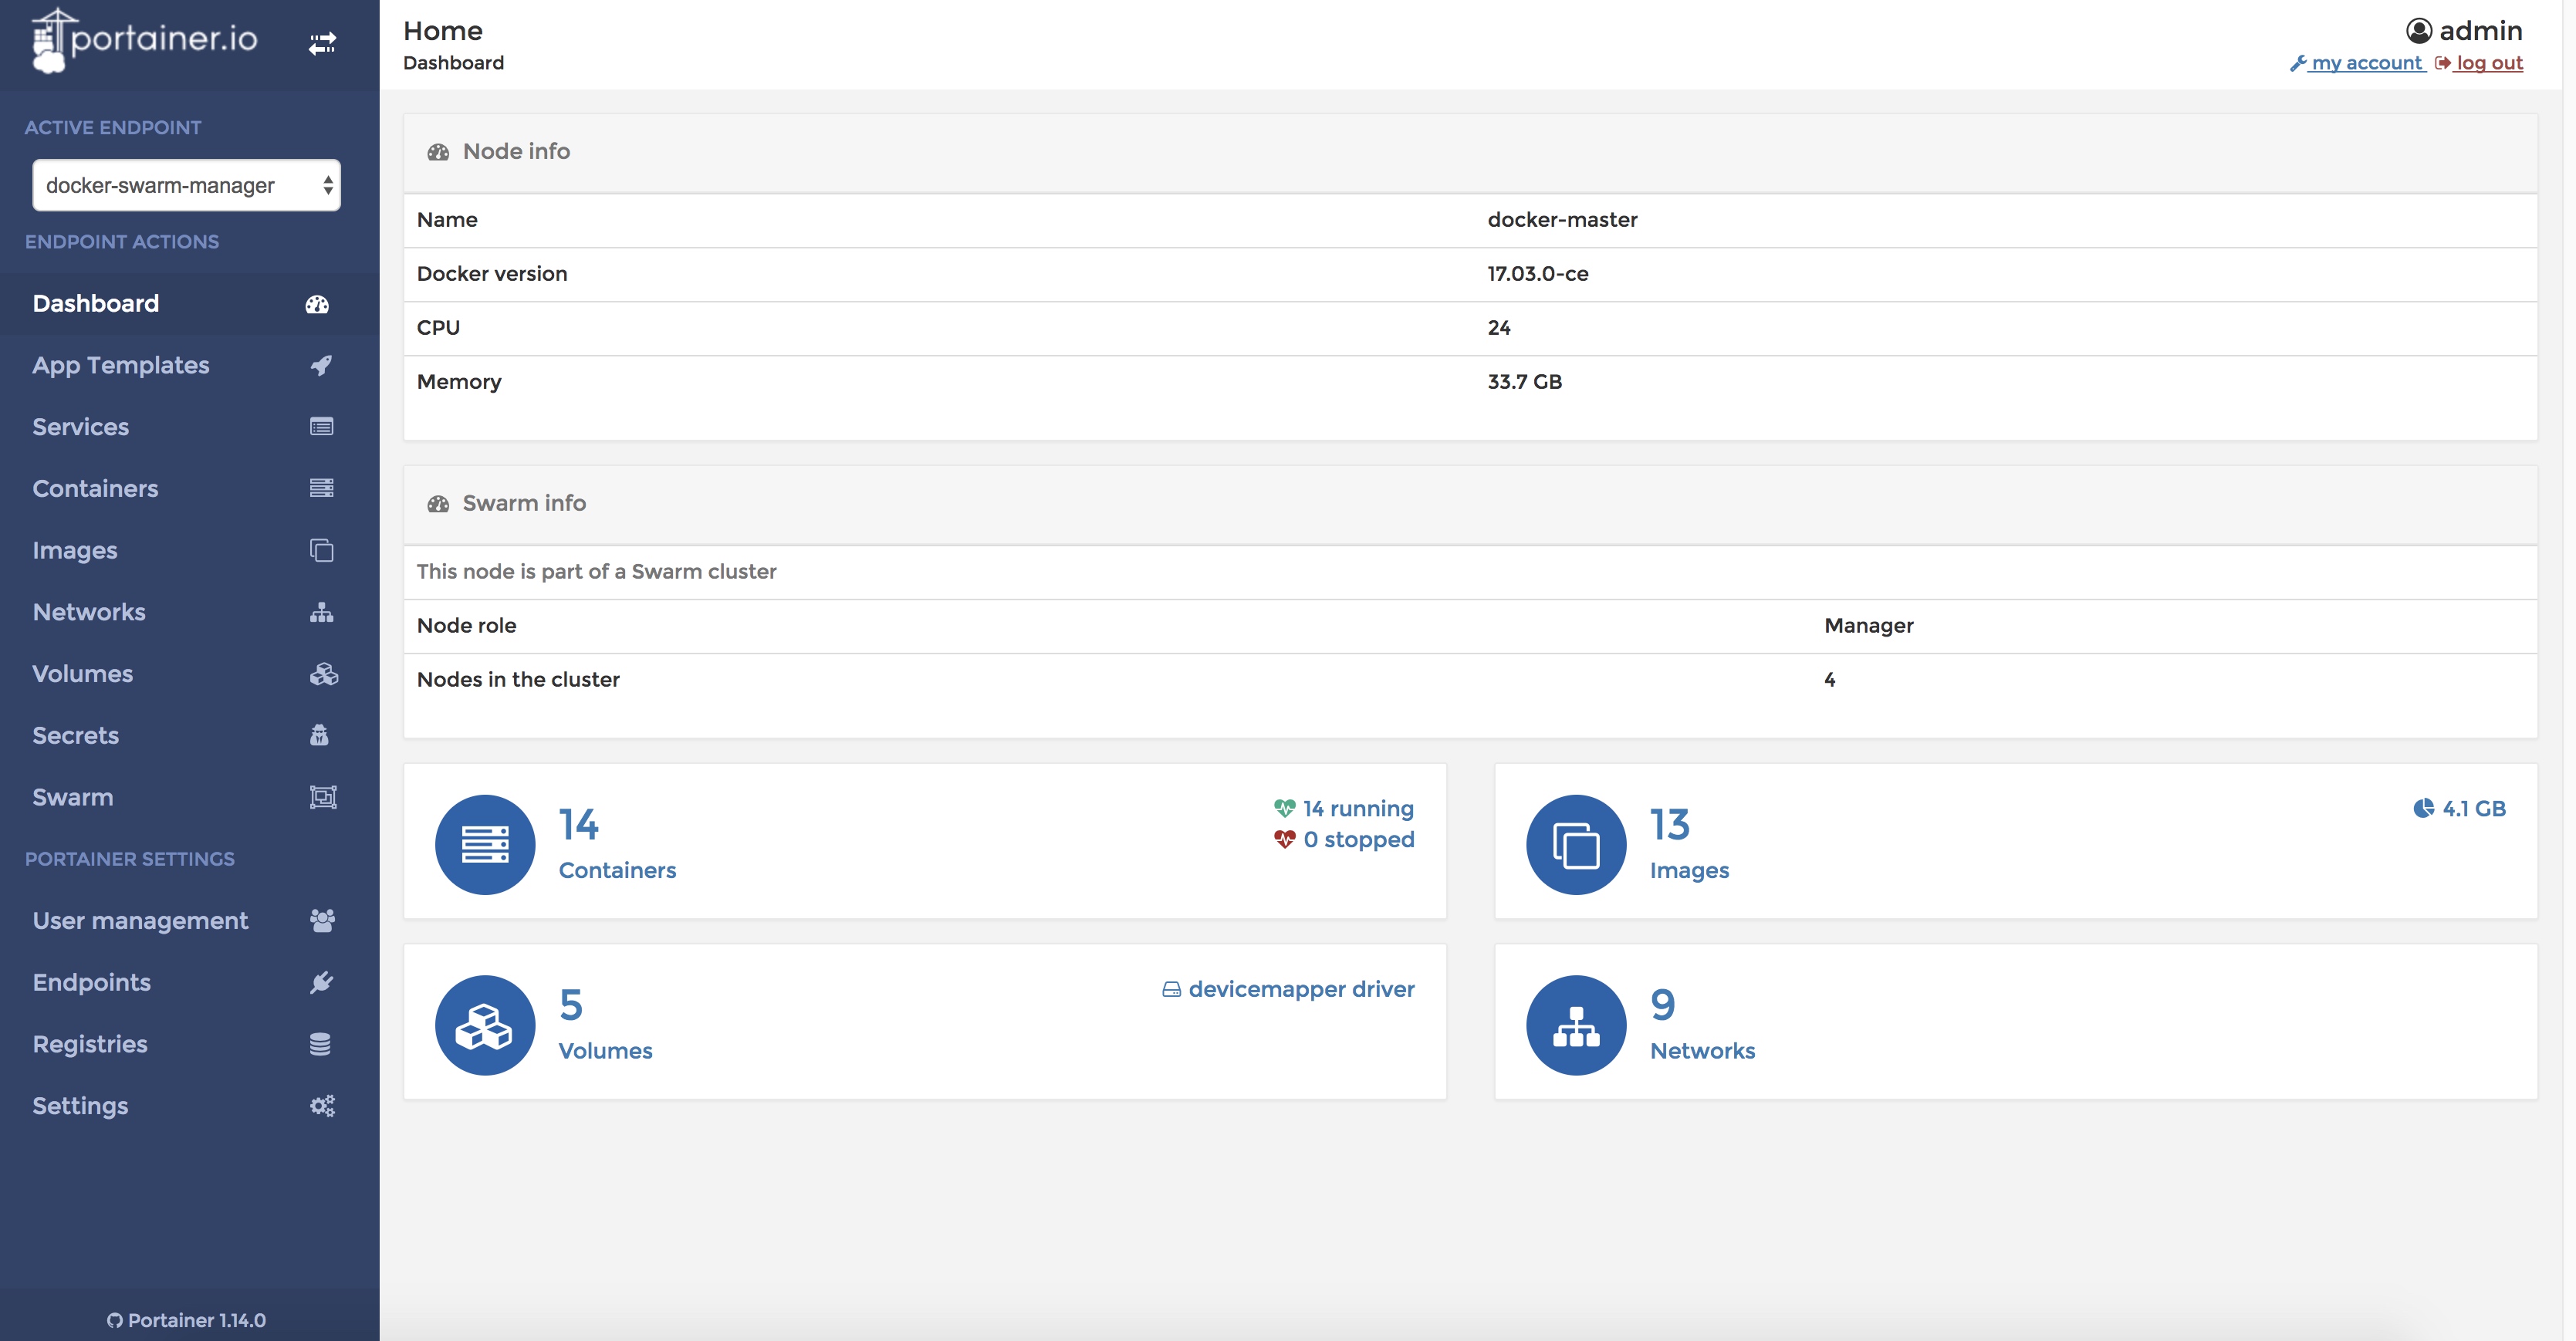 portainer.io
ACTIVE ENDPOINT
docker-swarm-manager
ENDPOINT ACTIONS
Dashboard
App Templates
Services
Containers
Images
Networks
Volumes
Secrets
Swarm
PORTAINER SETTINGS
User management
Endpoints
Registries
Settings
Portainer 1.14.0
Home
Dashboard
admin
my account log out
Node info
Name docker-master
Docker version 17.03.0-ce
CPU 24
Memory 33.7 GB
Swarm info
This node is part of a Swarm cluster
Node role Manager
Nodes in the cluster 4
14
Containers
14 running
0 stopped
13
Images
4.1 GB
5
Volumes
devicemapper driver
9
Networks